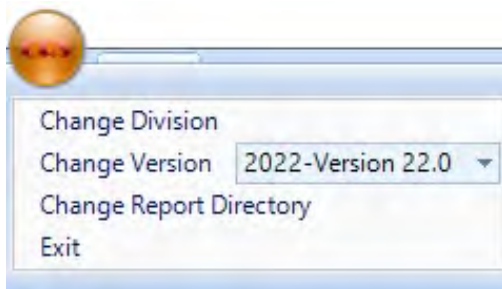 Change Division
Change Version 2022-Version 22.0
Change Report Directory
Exit